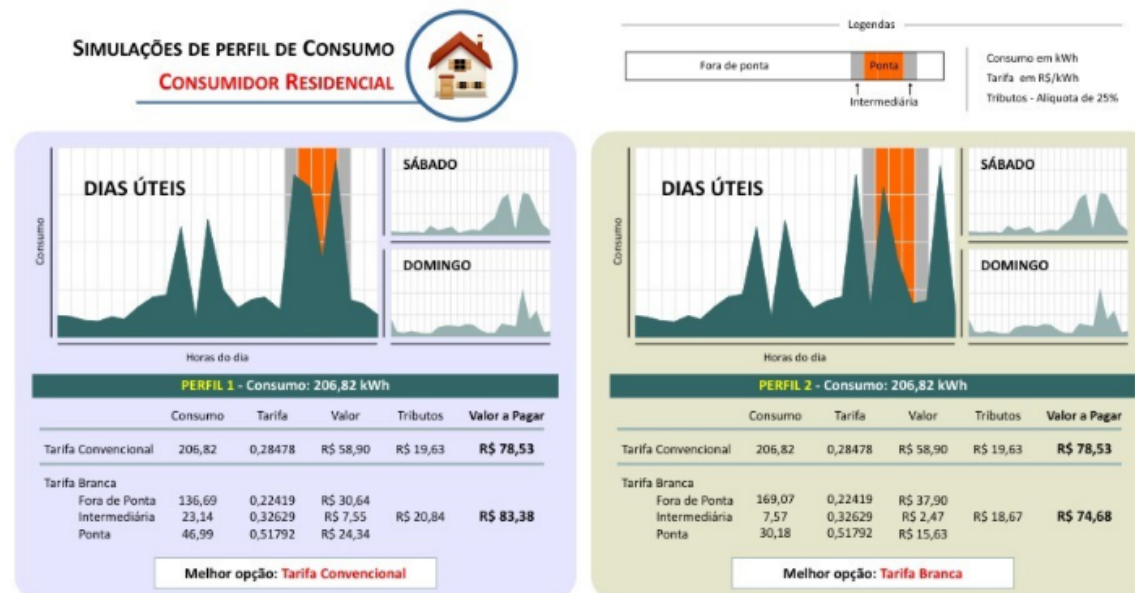 SIMULAÇÕES DE PERFIL DE CONSUMO
CONSUMIDOR RESIDENCIAL
Legendas
Fora de ponta
Ponta
Intermediária
Consumo em kWh
Tarifa em R$/kWh
Tributos - Alíquota de 25%
DIAS ÚTEIS
Consumo
Horas do dia
SÁBADO
DOMINGO
PERFIL 1 - Consumo: 206,82 kWh
Consumo Tarifa Valor Tributos Valor a Pagar
Tarifa Convencional 206,82 0,28478 R$ 58,90 R$ 19,63 R$ 78,53
Tarifa Branca
Fora de Ponta 136,69 0,22419 R$ 30,64
Intermediária 23,14 0,32629 R$ 7,55 R$ 20,84 R$ 83,38
Ponta 46,99 0,51792 R$ 24,34
Melhor opção: Tarifa Convencional
DIAS ÚTEIS
Consumo
Horas do dia
SÁBADO
DOMINGO
PERFIL 2 - Consumo: 206,82 kWh
Consumo Tarifa Valor Tributos Valor a Pagar
Tarifa Convencional 206,82 0,28478 R$ 58,90 R$ 19,63 R$ 78,53
Tarifa Branca
Fora de Ponta 169,07 0,22419 R$ 37,90
Intermediária 7,57 0,32629 R$ 2,47 R$ 18,67 R$ 74,68
Ponta 30,18 0,51792 R$ 15,63
Melhor opção: Tarifa Branca